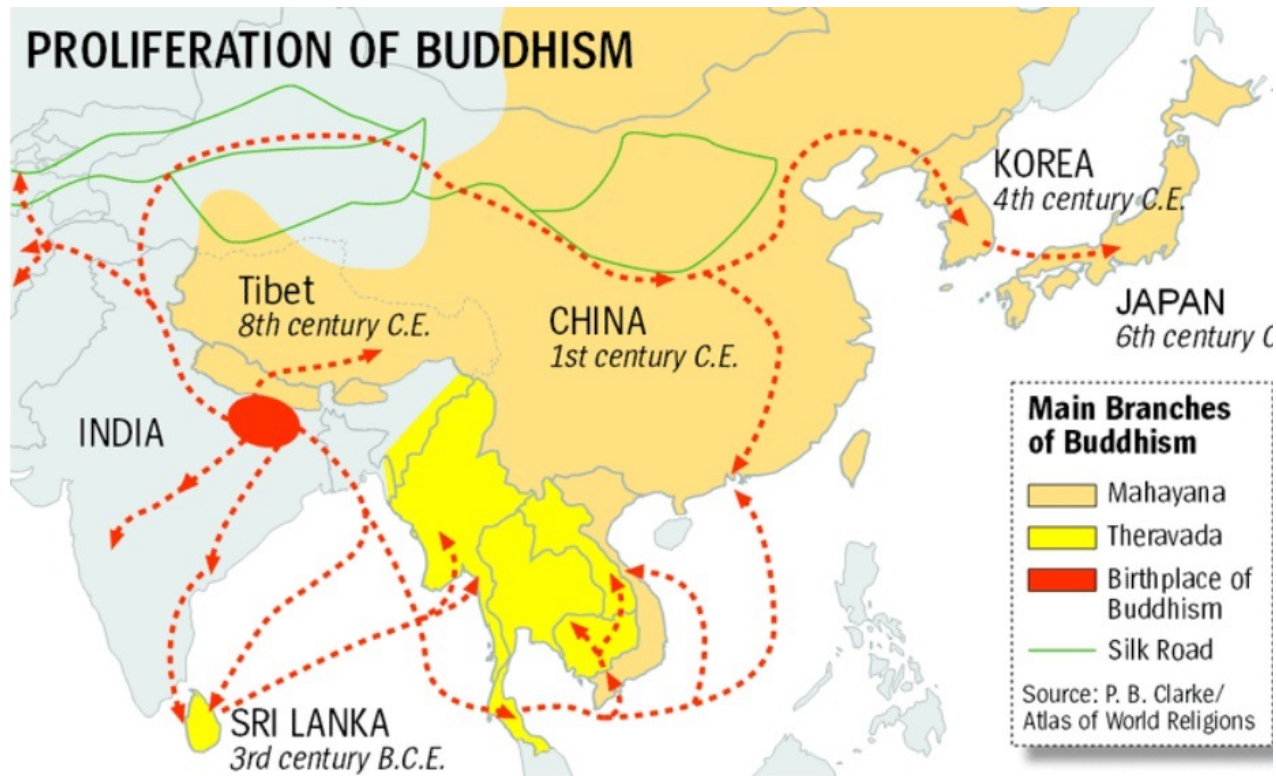 PROLIFERATION OF BUDDHISM
KOREA
4th century C.E.
Tibet
8th century C.E.
CHINA
1st century C.E.
JAPAN
6th century C
INDIA
SRI LANKA
3rd century B.C.E.
Main Branches
of Buddhism
Mahayana
Theravada
Birthplace of
Buddhism
Silk Road
Source: P. B. Clarke/
Atlas of World Religions